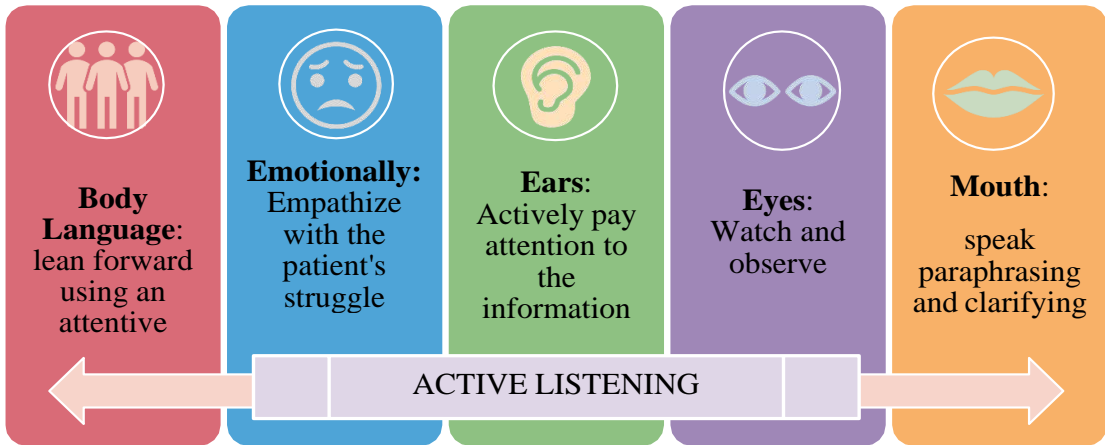 Body
Language:
lean forward
using an
attentive
Emotionally:
Empathize
with the
patient's
struggle
Ears:
Actively pay
attention to
the
information
Eyes:
Watch and
observe
Mouth:
speak
paraphrasing
and clarifying
ACTIVE LISTENING